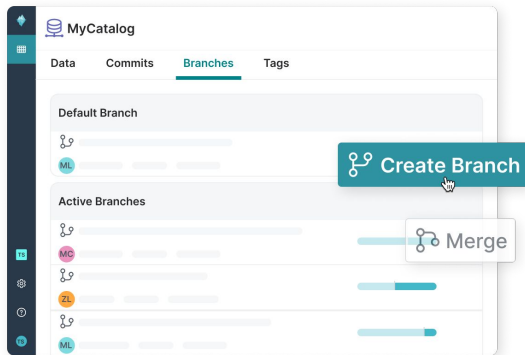 MyCatalog
Data Commits Branches Tags
Default Branch
ML
Create Branch
Active Branches
Merge
MC
TS
ZL
ML
TS